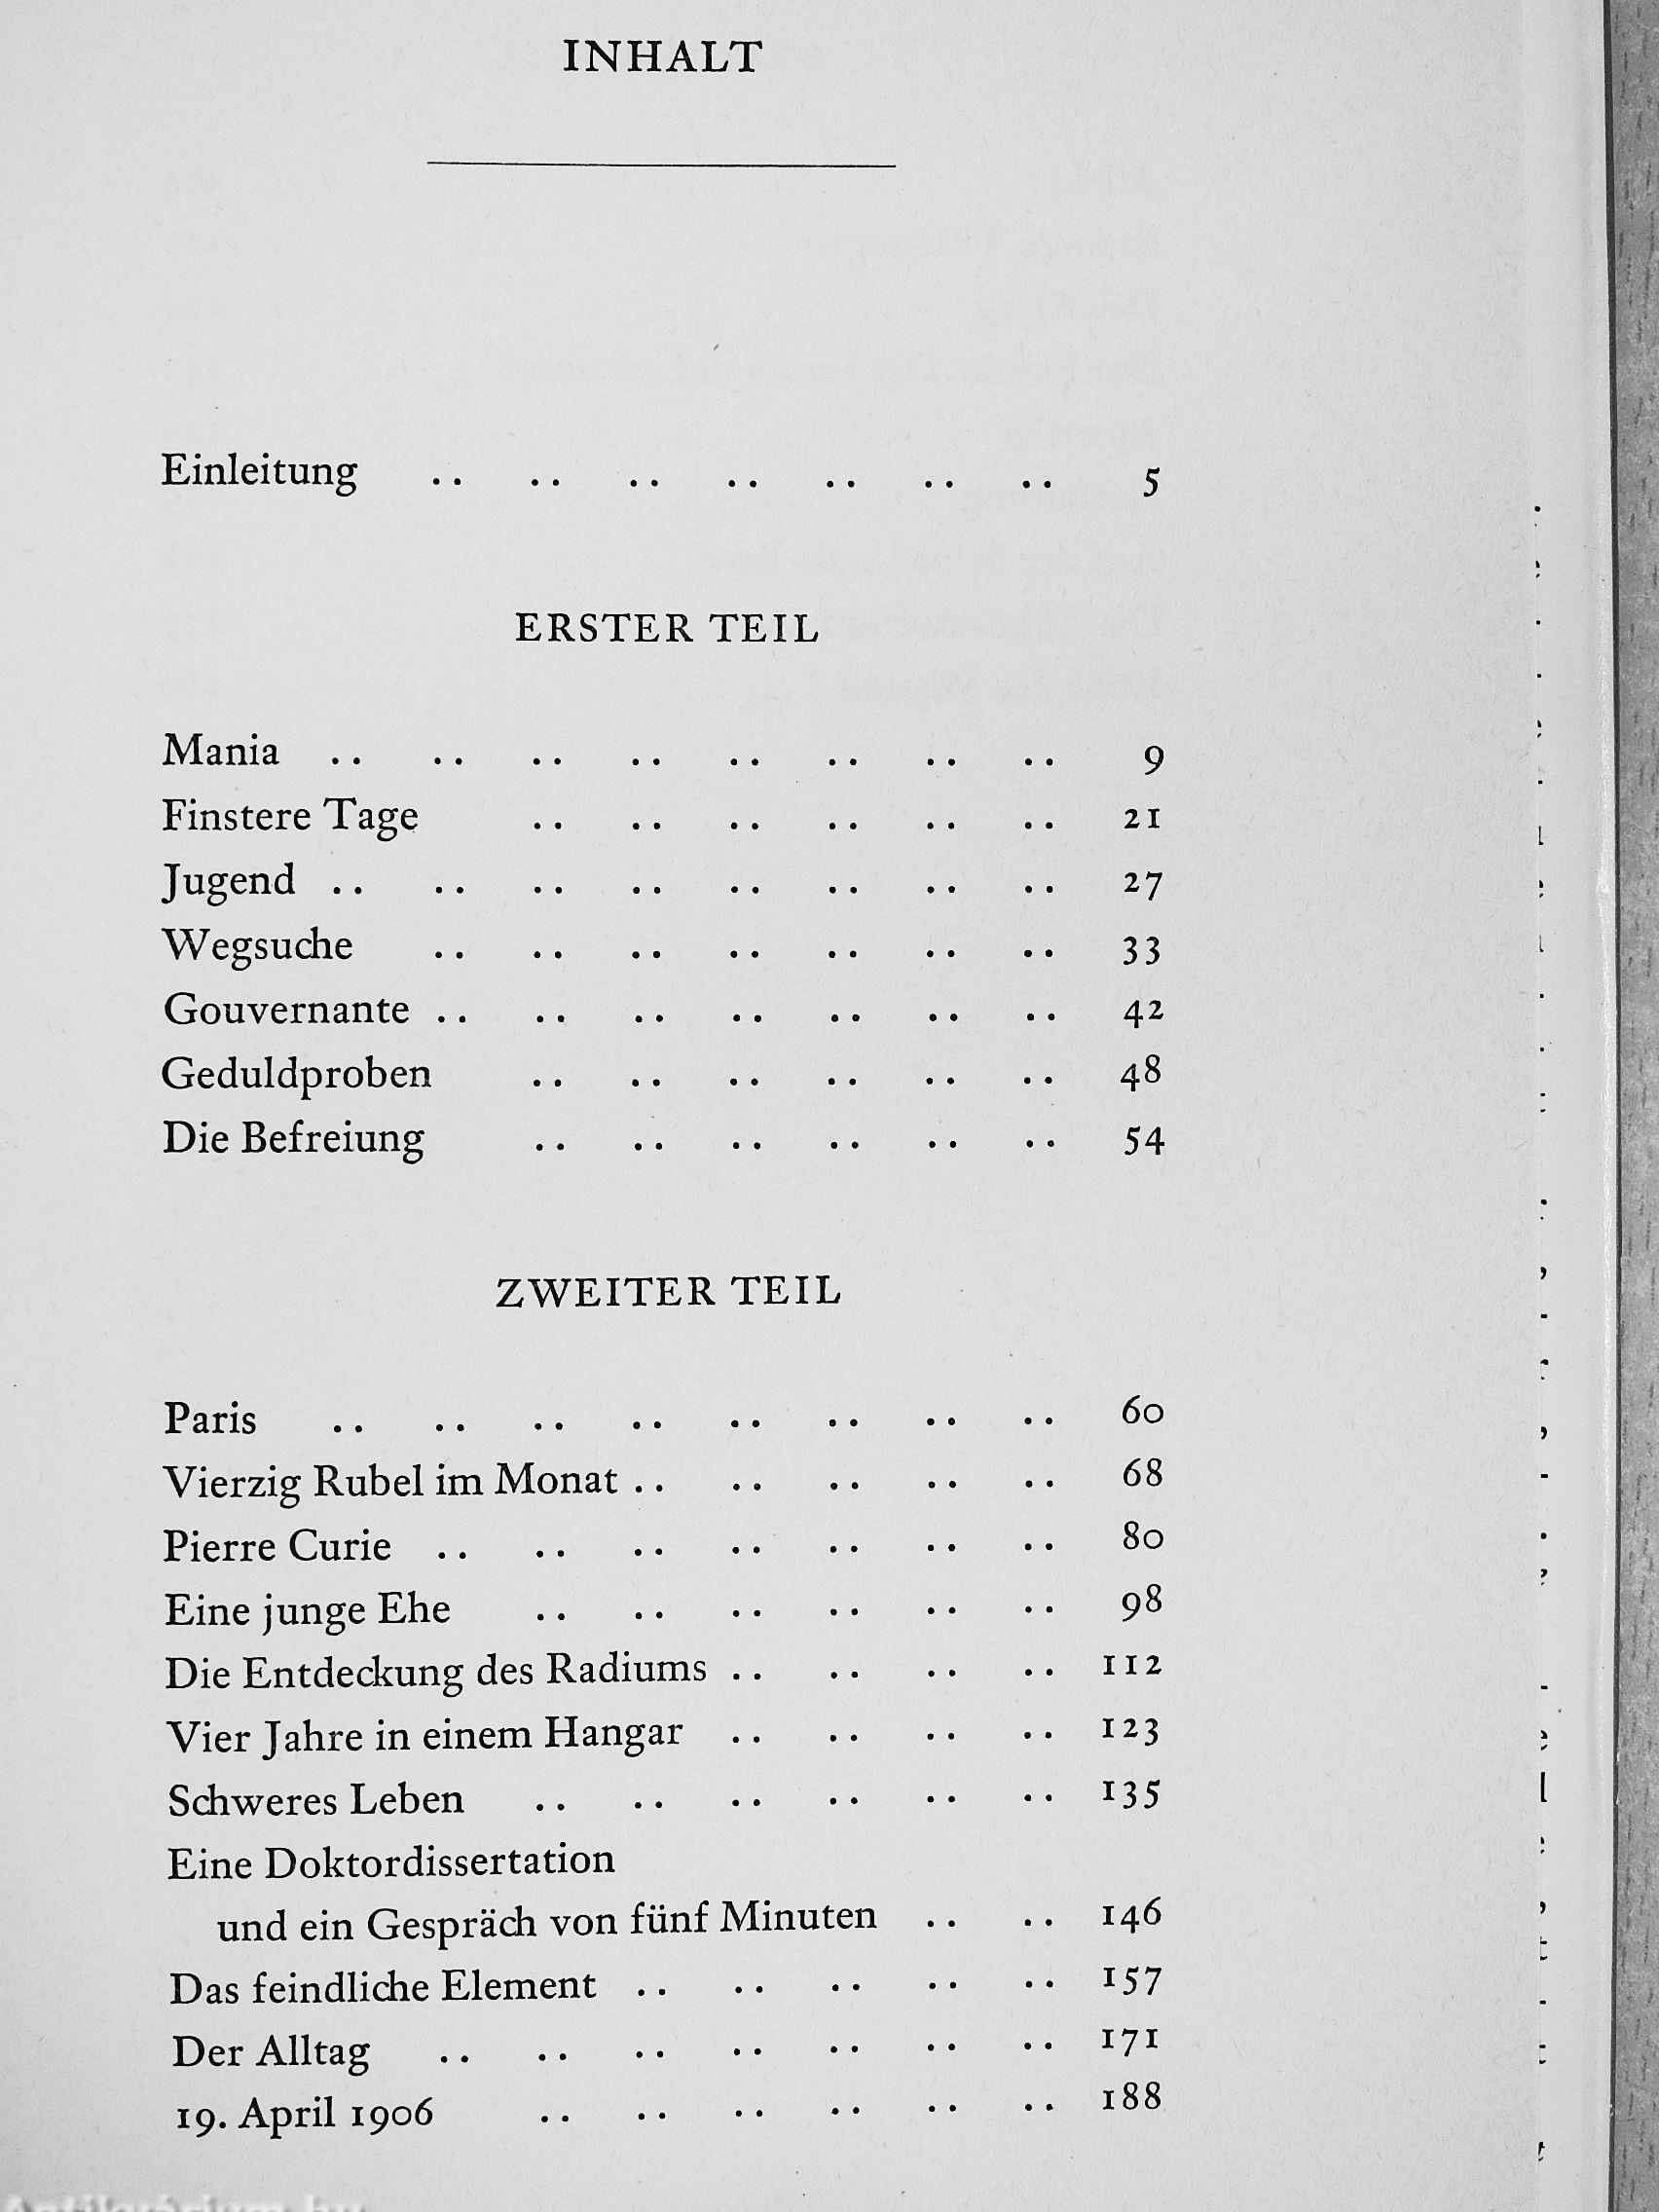 INHALT
Einleitung .. .. .. .. .. .. .. 5
ERSTER TEIL
Mania .. .. .. .. .. .. .. .. 9
Finstere Tage .. .. .. .. .. .. 21
Jugend .. .. .. .. .. .. .. .. 27
Wegsuche .. .. .. .. .. .. .. 33
Gouvernante .. .. .. .. .. .. .. 42
Geduldproben .. .. .. .. .. .. 48
Die Befreiung .. .. .. .. .. .. 54
ZWEITER TEIL
Paris .. .. .. .. .. .. .. .. 60
Vierzig Rubel im Monat .. .. .. .. .. 68
Pierre Curie .. .. .. .. .. .. .. 80
Eine junge Ehe .. .. .. .. .. .. 98
Die Entdeckung des Radiums .. .. .. .. 112
Vier Jahre in einem Hangar .. .. .. .. 123
Schweres Leben .. .. .. .. .. .. 135
Eine Doktordissertation
und ein Gespräch von fünf Minuten .. .. 146
Das feindliche Element .. .. .. .. .. 157
Der Alltag .. .. .. .. .. .. .. 171
19. April 1906 .. .. .. .. .. .. 188